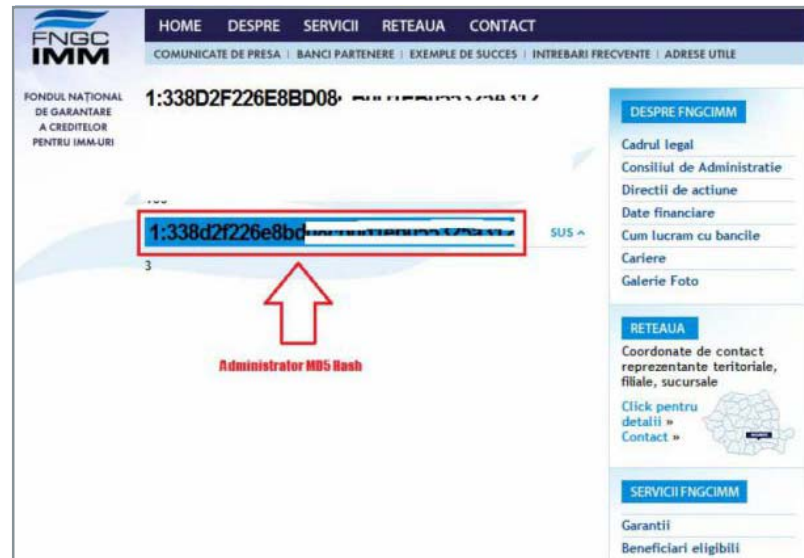 FNGC
IMM
FONDUL NAŢIONAL
DE GARANTARE
A CREDITELOR
PENTRU IMM-URI
HOME DESPRE SERVICII RETEAUA CONTACT
COMUNICATE DE PRESA | BANCI PARTENERE | EXEMPLE DE SUCCES | INTREBARI FRECVENTE | ADRESE UTILE
1:338D2F226E8BD08
1:338d2f226e8bd
SUS
3
Administrator MD5 Hash
DESPRE FNGCIMM
Cadrul legal
Consiliul de Administratie
Directii de actiune
Date financiare
Cum lucram cu bancile
Cariere
Galerie Foto
RETEAUA
Coordonate de contact
reprezentante teritoriale,
filiale, sucursale
Click pentru
detalii »
Contact »
SERVICII FNGCIMM
Garantii
Beneficiari eligibili